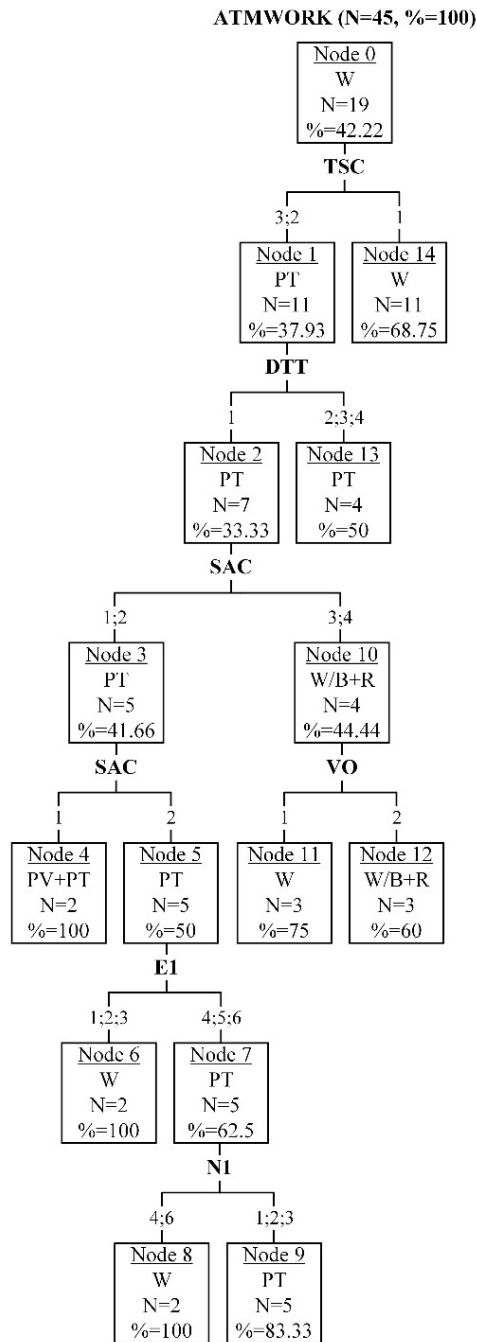 ATMWORK (N=45, %=100)
Node 0
W
N=19
%=42.22
TSC
3;2
1
Node 1
PT
N=11
%=37.93
Node 14
W
N=11
%=68.75
DTT
1
2;3;4
Node 2
PT
N=7
%=33.33
Node 13
PT
N=4
%=50
SAC
1;2
3;4
Node 3
PT
N=5
%=41.66
Node 10
W/B+R
N=4
%=44.44
SAC
VO
1
2
1
2
Node 4
PV+PT
N=2
%=100
Node 5
PT
N=5
%=50
Node 11
W
N=3
%=75
Node 12
W/B+R
N=3
%=60
E1
1;2;3
4;5;6
Node 6
W
N=2
%=100
Node 7
PT
N=5
%=62.5
N1
4;6
1;2;3
Node 8
W
N=2
%=100
Node 9
PT
N=5
%=83.33